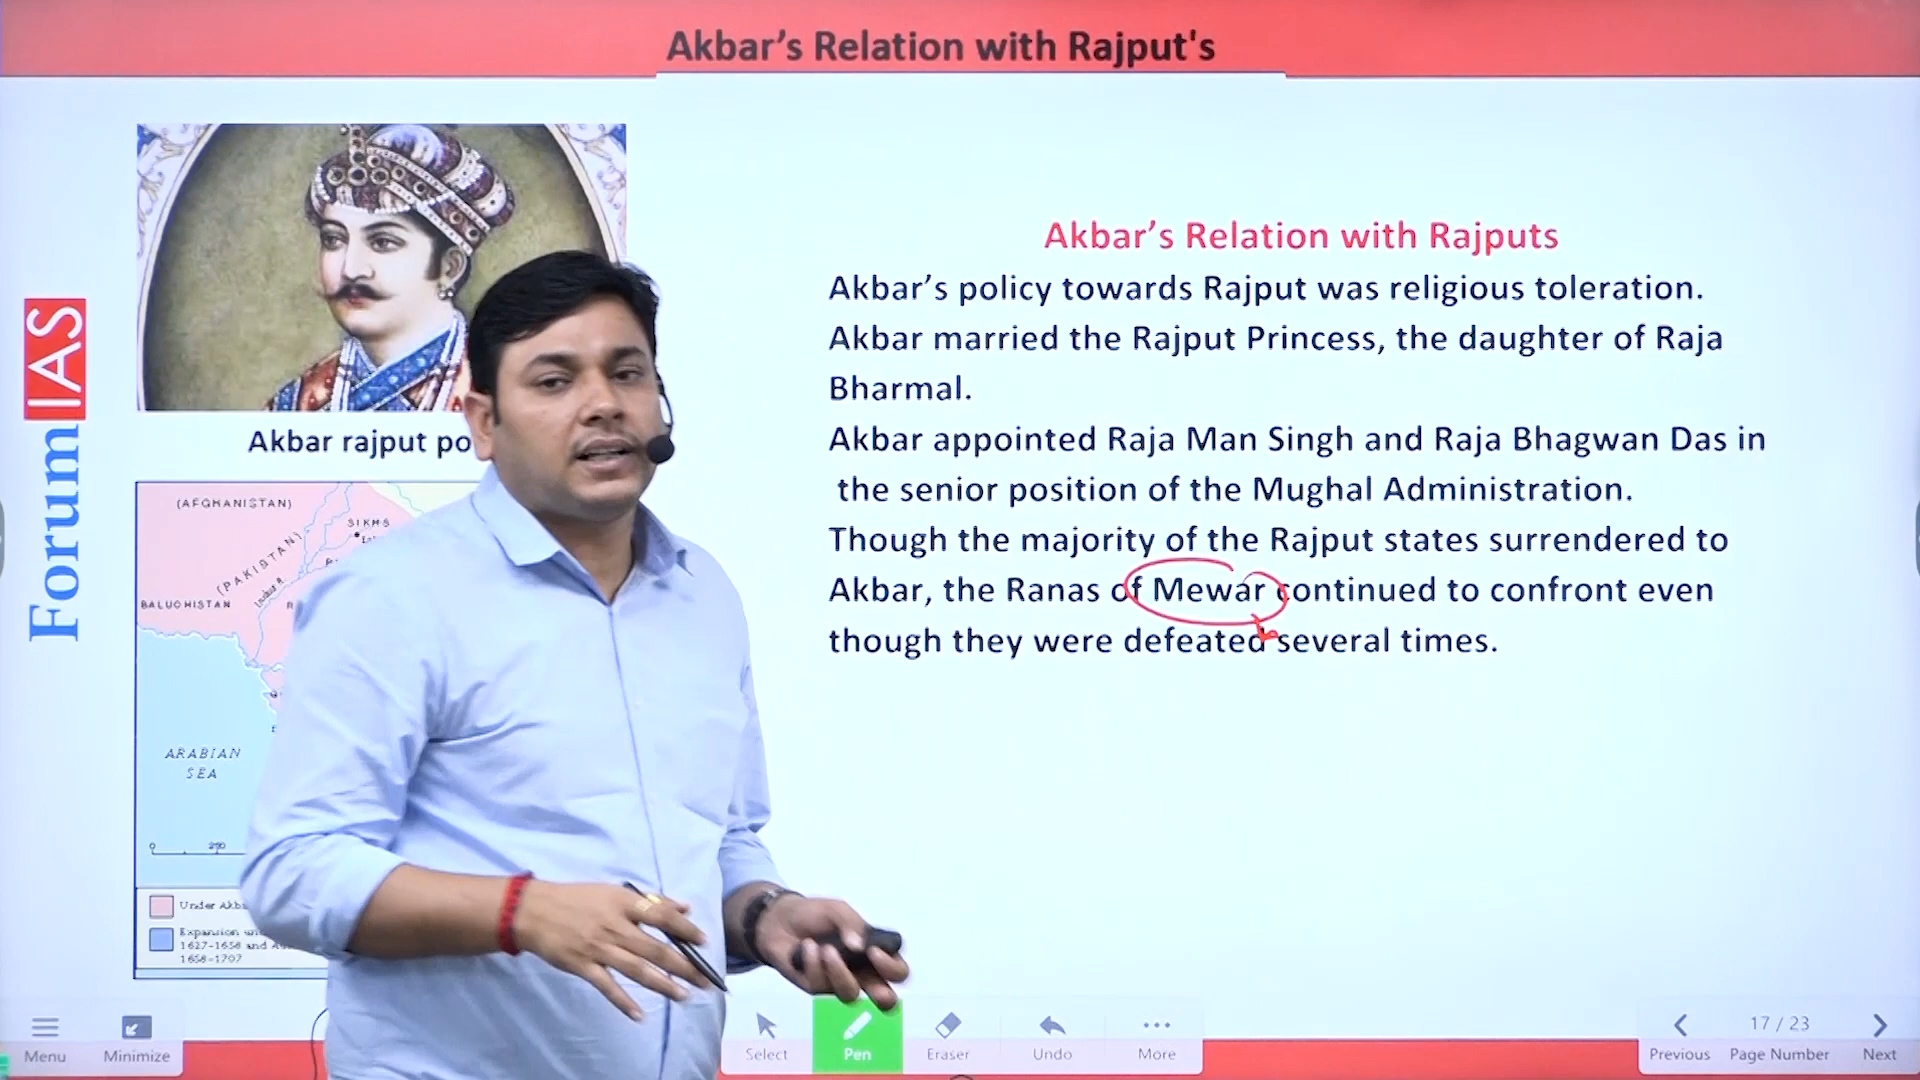 Akbar’s Relation with Rajput's
Forum IAS
Akbar rajput po
(AFGHANISTAN)
SIKHS
(PAKISTAN)
Indus R
BALUCHISTAN
ARABIAN
SEA
0
200
Under Akba
Expansion un
1627-1658 and A
1658-1707
Akbar’s Relation with Rajputs
Akbar’s policy towards Rajput was religious toleration.
Akbar married the Rajput Princess, the daughter of Raja
Bharmal.
Akbar appointed Raja Man Singh and Raja Bhagwan Das in
the senior position of the Mughal Administration.
Though the majority of the Rajput states surrendered to
Akbar, the Ranas of Mewar continued to confront even
though they were defeated several times.
Menu
Minimize
Select
Pen
Eraser
Undo
More
Previous
17 / 23
Page Number
Next